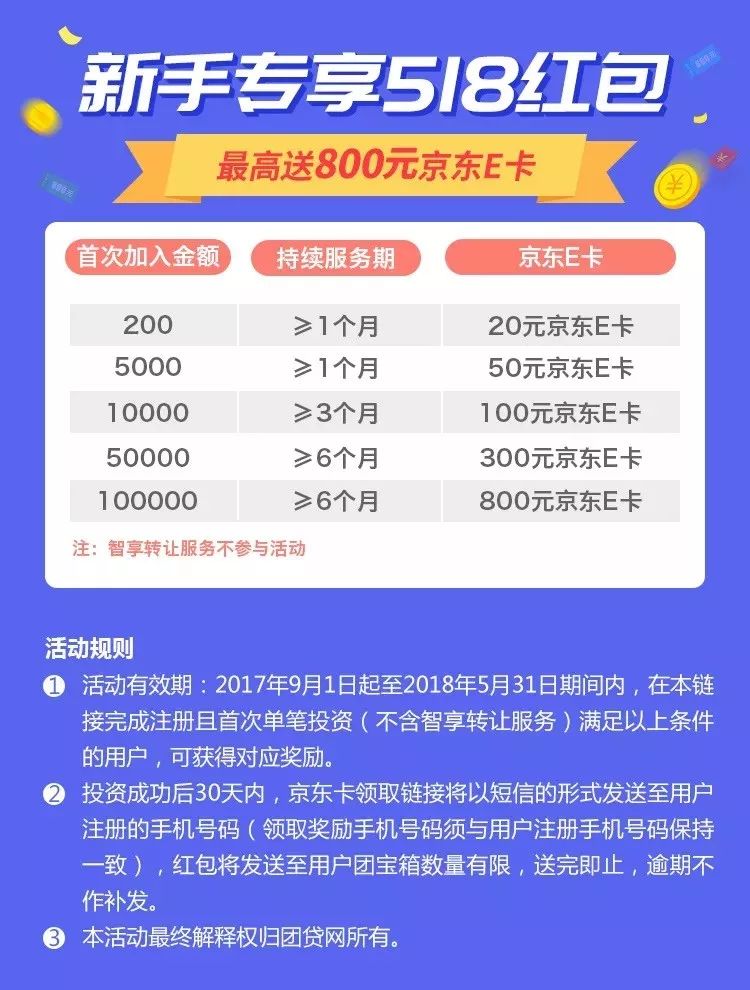 新手专享518红包
最高送800元京东E卡
首次加入金额 持续服务期 京东E卡
200 ≥1个月 20元京东E卡
5000 ≥1个月 50元京东E卡
10000 ≥3个月 100元京东E卡
50000 ≥6个月 300元京东E卡
100000 ≥6个月 800元京东E卡
注：智享转让服务不参与活动
活动规则
1 活动有效期：2017年9月1日起至2018年5月31日期间内，在本链
接完成注册且首次单笔投资（不含智享转让服务）满足以上条件
的用户，可获得对应奖励。
2 投资成功后30天内，京东卡领取链接将以短信的形式发送至用户
注册的手机号码（领取奖励手机号码须与用户注册手机号码保持
一致），红包将发送至用户团宝箱数量有限，送完即止，逾期不
作补发。
3 本活动最终解释权归团贷网所有。